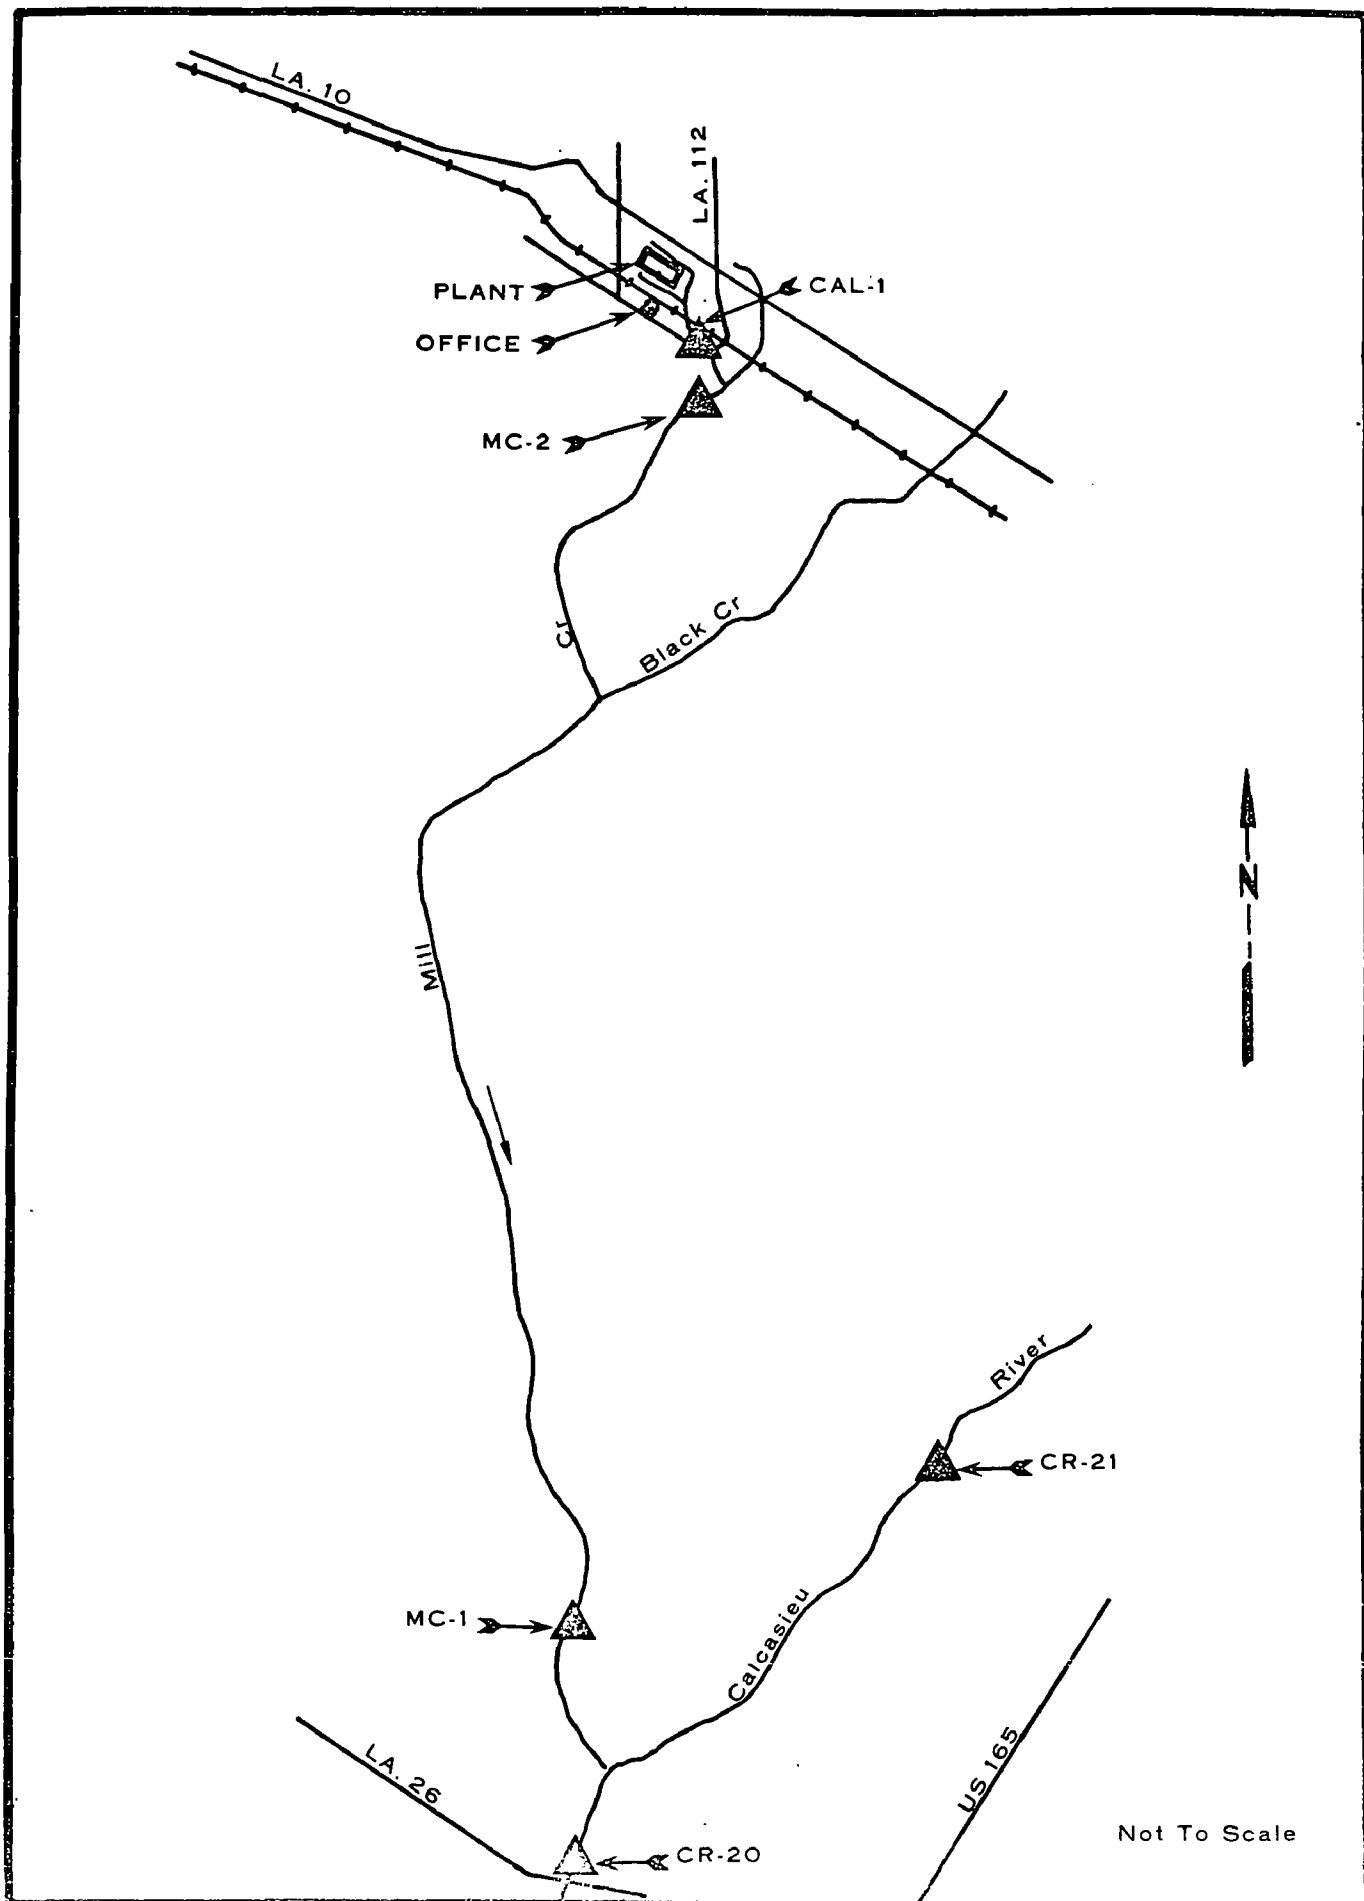 LA. 10
LA. 112
PLANT
CAL-1
OFFICE
MC-2
Cr
Black Cr
N
Mill
River
CR-21
MC-1
Calcasieu
LA. 26
US 165
Not To Scale
CR-20